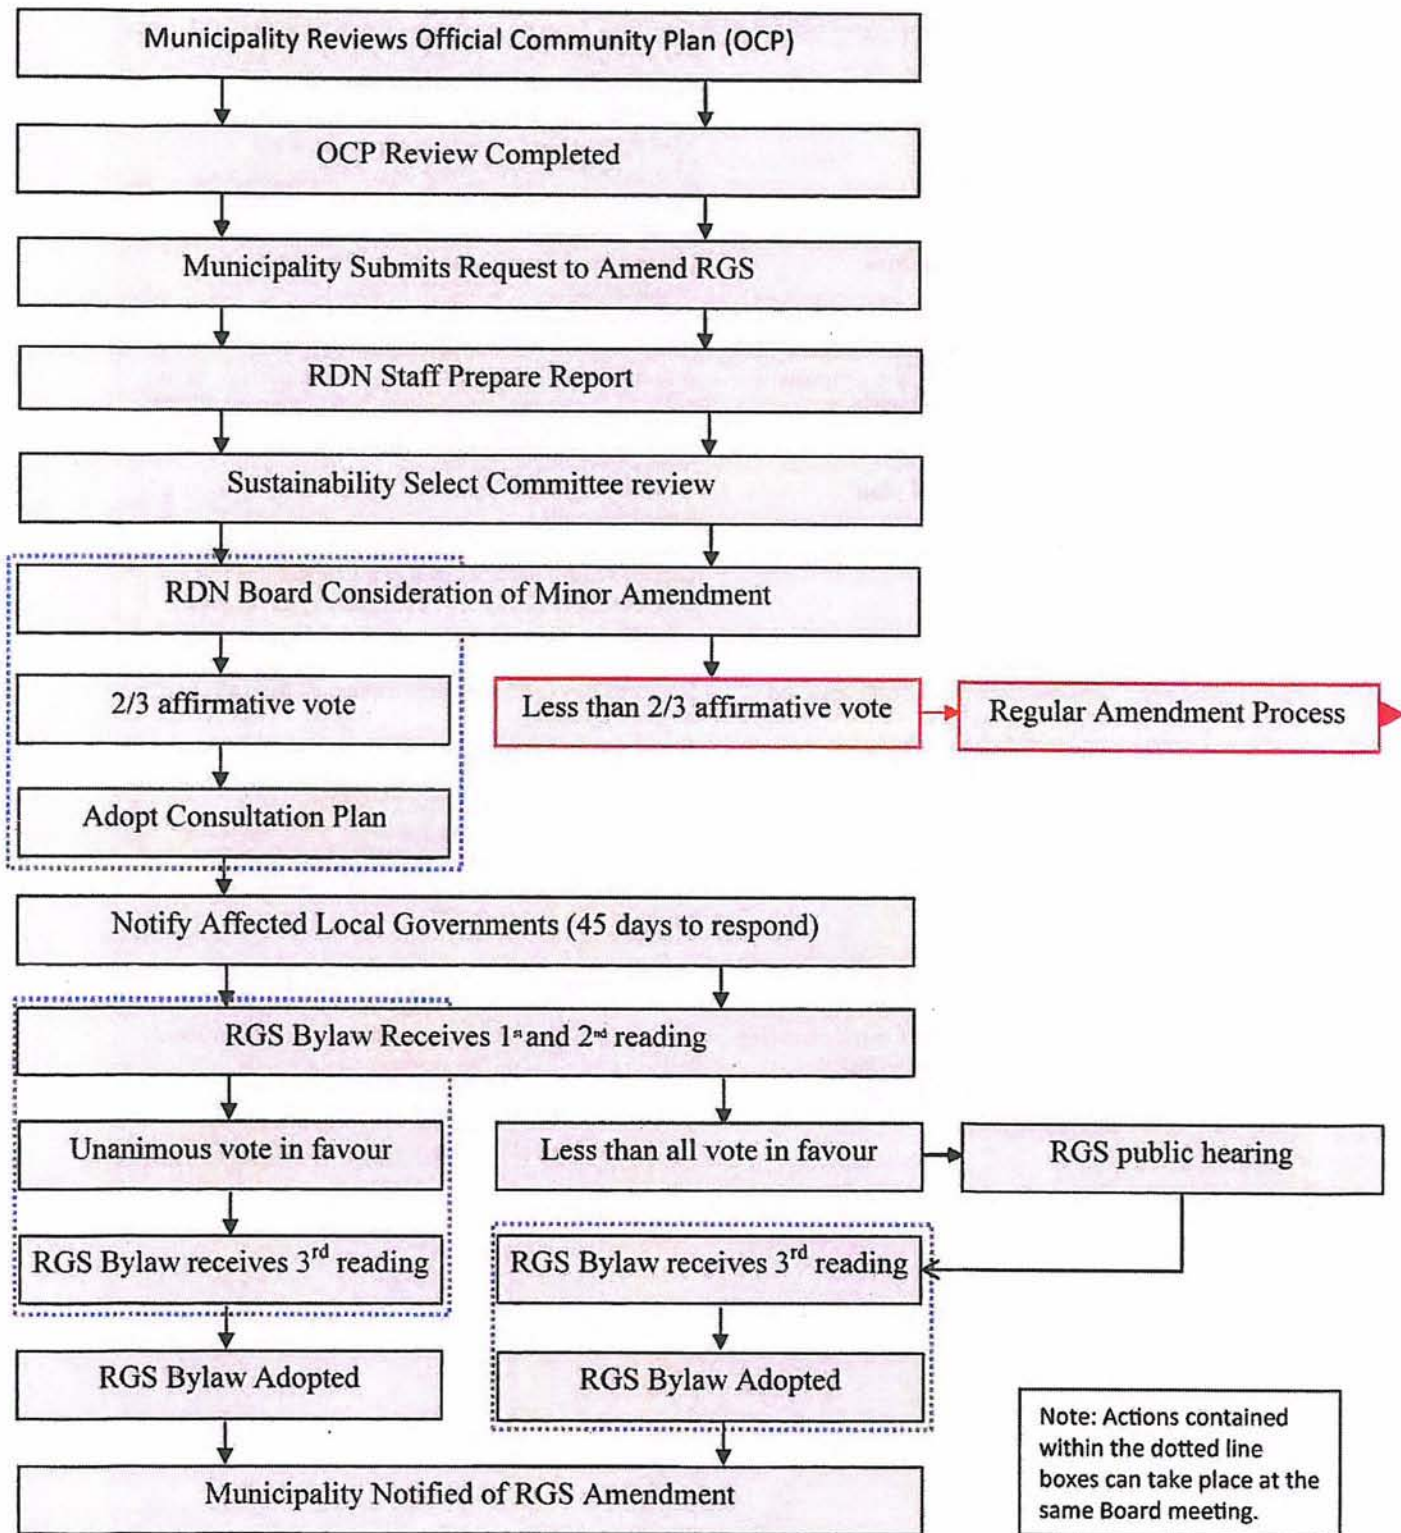 Municipality Reviews Official Community Plan (OCP)
OCP Review Completed
Municipality Submits Request to Amend RGS
RDN Staff Prepare Report
Sustainability Select Committee review
RDN Board Consideration of Minor Amendment
2/3 affirmative vote
Less than 2/3 affirmative vote
Regular Amendment Process
Adopt Consultation Plan
Notify Affected Local Governments (45 days to respond)
RGS Bylaw Receives 1st and 2nd reading
Unanimous vote in favour
Less than all vote in favour
RGS public hearing
RGS Bylaw receives 3rd reading
RGS Bylaw receives 3rd reading
RGS Bylaw Adopted
RGS Bylaw Adopted
Municipality Notified of RGS Amendment
Note: Actions contained
within the dotted line
boxes can take place at the
same Board meeting.